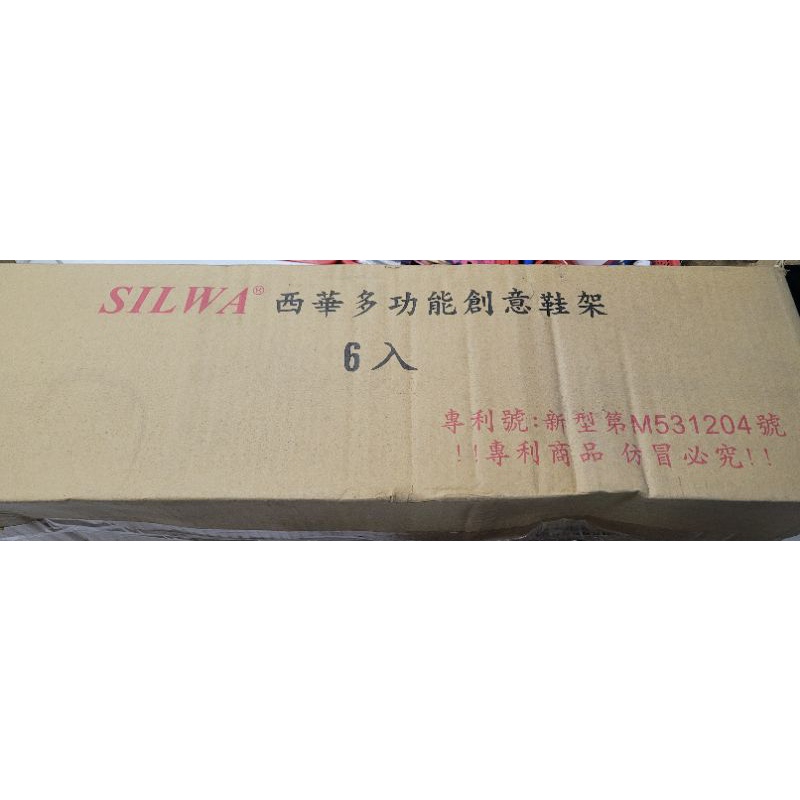 SILWA® 西華多功能創意鞋架
6入
專利號:新型第M531204號
!!專利商品 仿冒必究!!